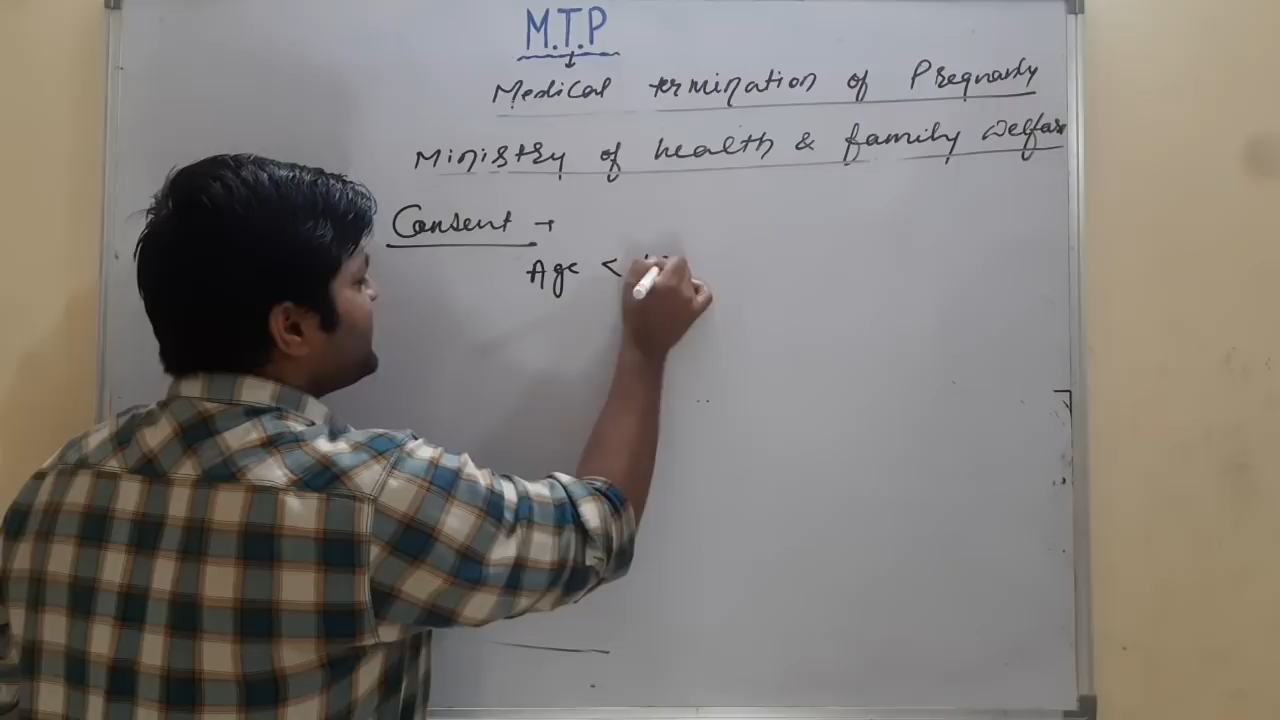 M.T.P
Medical termination of Pregnancy
Ministry of health & family welfare
Consent →
Age <